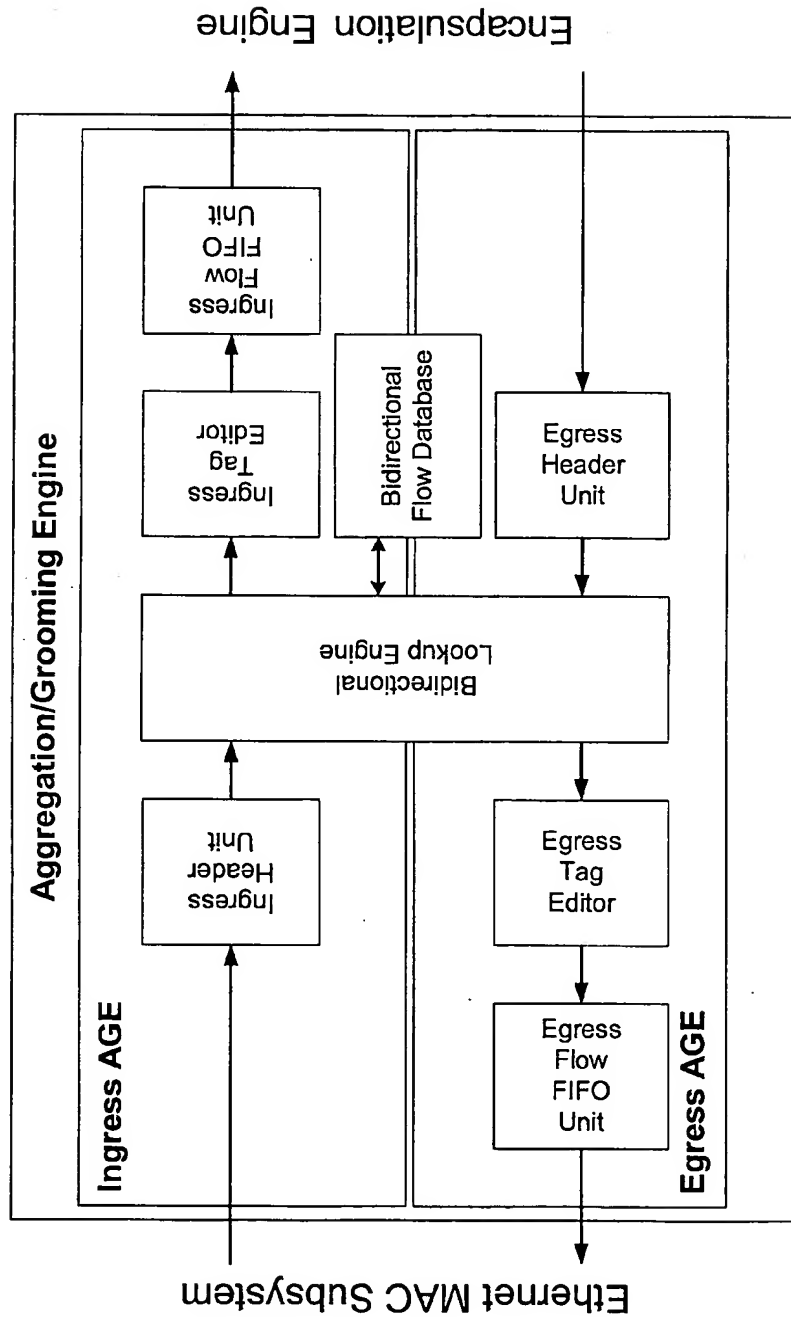 Aggregation/Grooming Engine
Ingress AGE
Ethernet MAC Subsystem
Encapsulation Engine
Ingress
Header
Unit
Bidirectional
Lookup Engine
Ingress
Tag
Editor
Ingress
Flow
FIFO
Unit
Bidirectional
Flow Database
Egress
Flow
FIFO
Unit
Egress
Tag
Editor
Egress
Header
Unit
Egress AGE